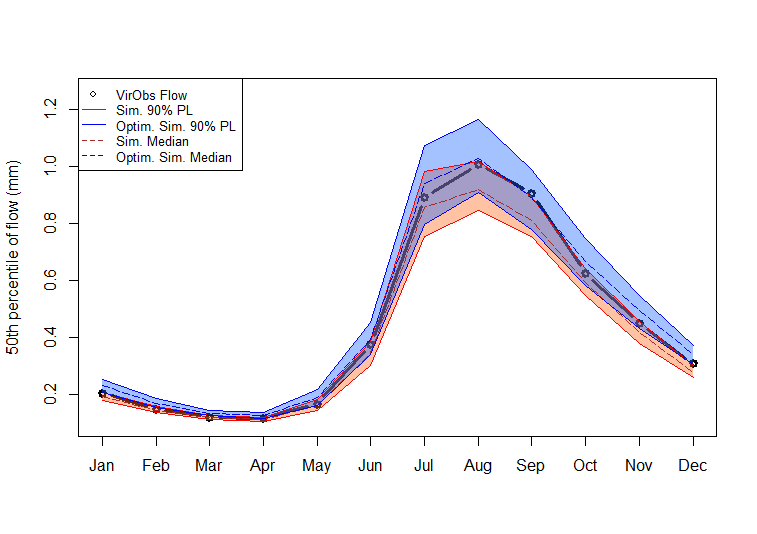 VirObs Flow
Sim. 90% PL
Optim. Sim. 90% PL
Sim. Median
Optim. Sim. Median
50th percentile of flow (mm)
1.2
1.0
0.8
0.6
0.4
0.2
Jan Feb Mar Apr May Jun Jul Aug Sep Oct Nov Dec